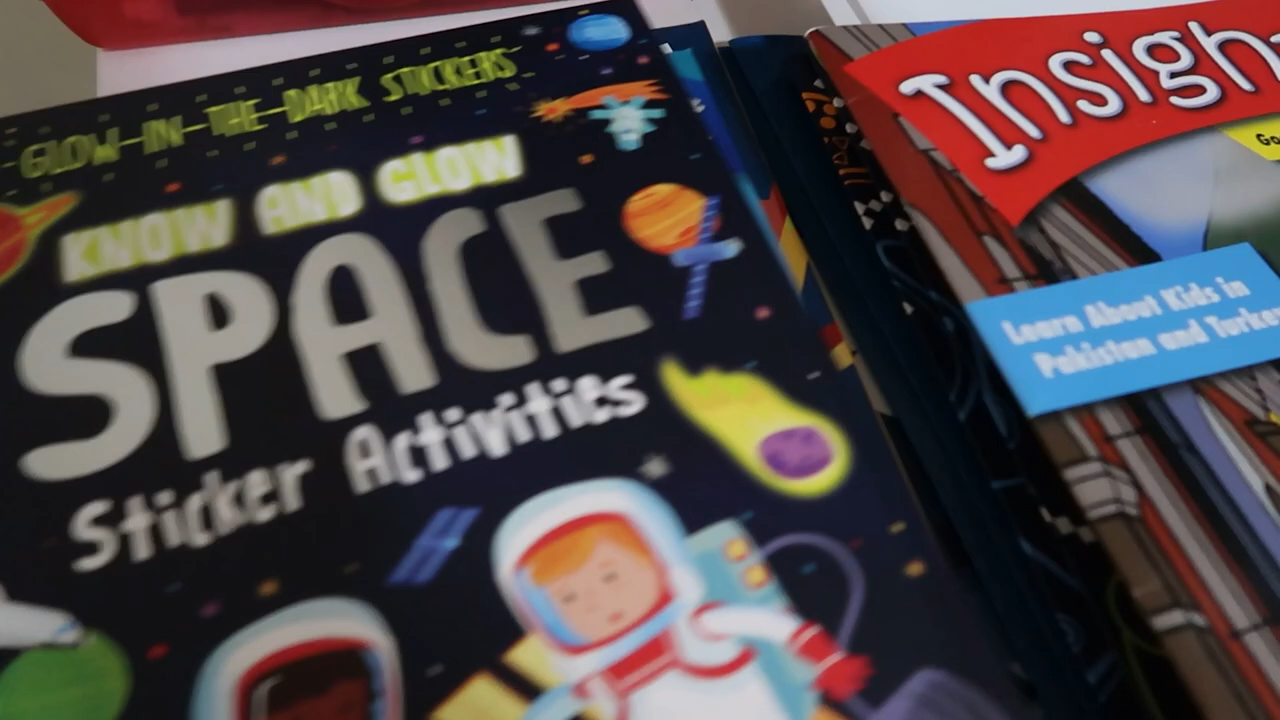 GLOW-IN-THE-DARK STICKERS
KNOW AND GLOW
SPACE
Sticker Activities
Insigh
Go
Learn About Kids in
Pakistan and Turke